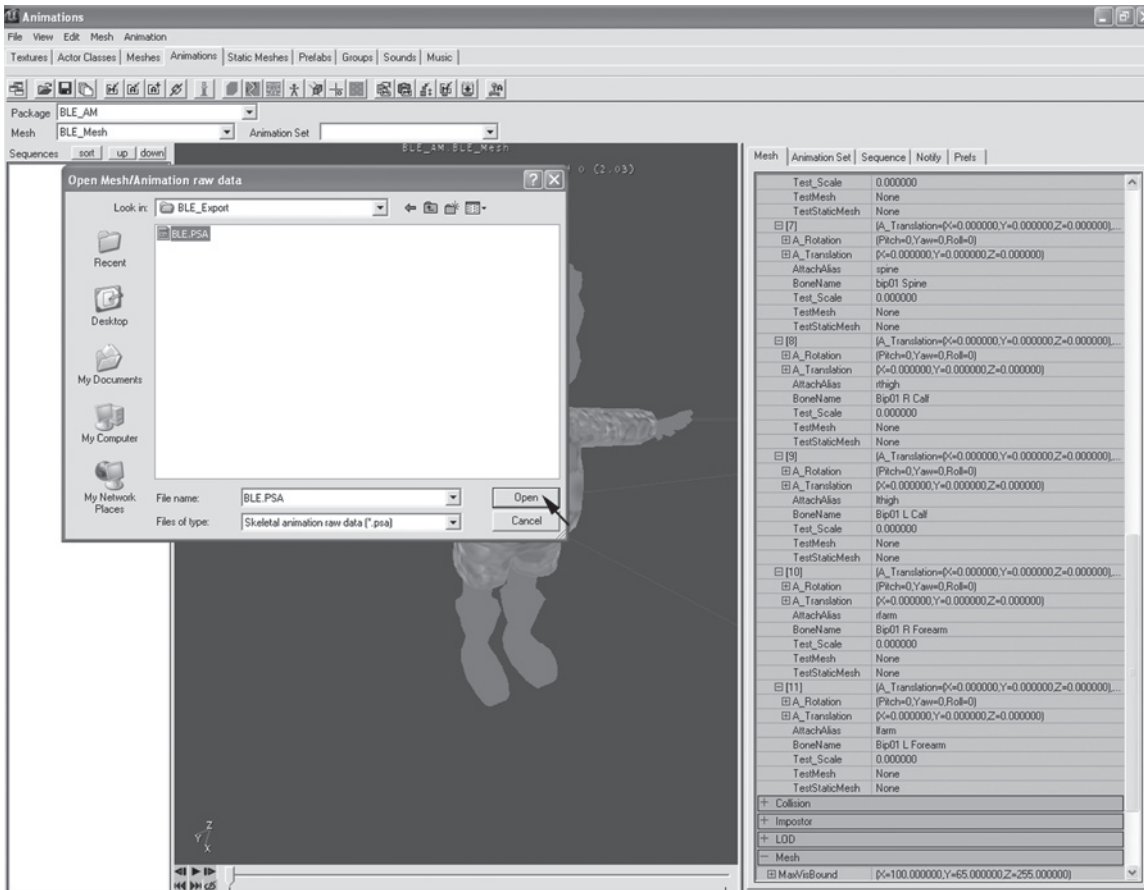 Animations
File View Edit Mesh Animation
Textures Actor Classes Meshes Animations Static Meshes Prefabs Groups Sounds Music
Package BLE_AM
Mesh BLE_Mesh Animation Set
Sequences sort up down
BLE_AM.BLE_Mesh
0 (2.03)
Open Mesh/Animation raw data
Look in: BLE_Export
BLE.PSA
Recent
Desktop
My Documents
My Computer
My Network Places
File name: BLE.PSA
Open
Files of type: Skeletal animation raw data (*.psa)
Cancel
Z
Y
X
Mesh Animation Set Sequence Notify Prefs
Test_Scale 0.000000
TestMesh None
TestStaticMesh None
[7] (A_Translation=(X=0.000000,Y=0.000000,Z=0.000000),...
A_Rotation (Pitch=0,Yaw=0,Roll=0)
A_Translation (X=0.000000,Y=0.000000,Z=0.000000)
AttachAlias spine
BoneName bip01 Spine
Test_Scale 0.000000
TestMesh None
TestStaticMesh None
[8] (A_Translation=(X=0.000000,Y=0.000000,Z=0.000000),...
A_Rotation (Pitch=0,Yaw=0,Roll=0)
A_Translation (X=0.000000,Y=0.000000,Z=0.000000)
AttachAlias rthigh
BoneName Bip01 R Calf
Test_Scale 0.000000
TestMesh None
TestStaticMesh None
[9] (A_Translation=(X=0.000000,Y=0.000000,Z=0.000000),...
A_Rotation (Pitch=0,Yaw=0,Roll=0)
A_Translation (X=0.000000,Y=0.000000,Z=0.000000)
AttachAlias lthigh
BoneName Bip01 L Calf
Test_Scale 0.000000
TestMesh None
TestStaticMesh None
[10] (A_Translation=(X=0.000000,Y=0.000000,Z=0.000000),...
A_Rotation (Pitch=0,Yaw=0,Roll=0)
A_Translation (X=0.000000,Y=0.000000,Z=0.000000)
AttachAlias rfarm
BoneName Bip01 R Forearm
Test_Scale 0.000000
TestMesh None
TestStaticMesh None
[11] (A_Translation=(X=0.000000,Y=0.000000,Z=0.000000),...
A_Rotation (Pitch=0,Yaw=0,Roll=0)
A_Translation (X=0.000000,Y=0.000000,Z=0.000000)
AttachAlias lfarm
BoneName Bip01 L Forearm
Test_Scale 0.000000
TestMesh None
TestStaticMesh None
Collision
Impostor
LOD
Mesh
MaxVisBound (X=100.000000,Y=65.000000,Z=255.000000)